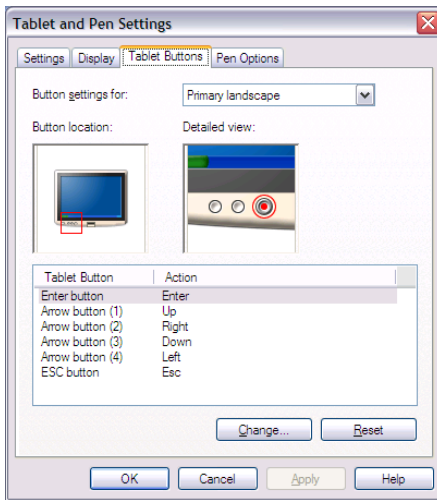 Tablet and Pen Settings
Settings Display Tablet Buttons Pen Options
Button settings for: Primary landscape
Button location: Detailed view:
Tablet Button Action
Enter button Enter
Arrow button (1) Up
Arrow button (2) Right
Arrow button (3) Down
Arrow button (4) Left
ESC button Esc
Change... Reset
OK Cancel Apply Help